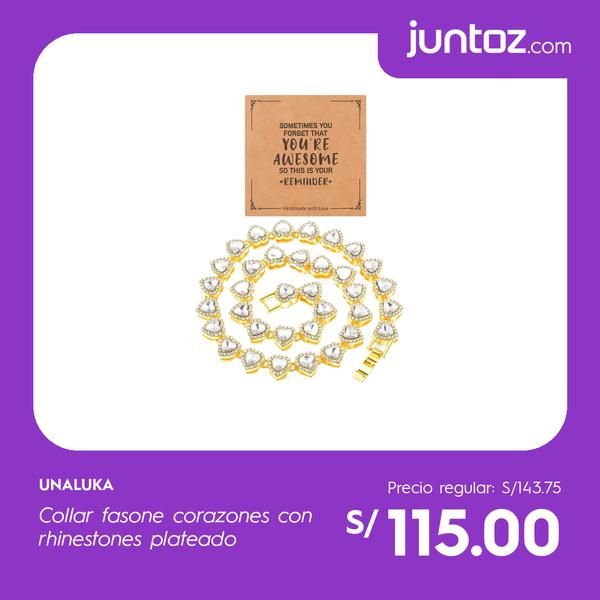 juntoz.com
SOMETIMES YOU
FORGET THAT
YOU'RE
AWESOME
SO THIS IS YOUR
REMINDER
Handmade with Love
UNALUKA
Collar fasone corazones con
rhinestones plateado
Precio regular: S/143.75
S/115.00